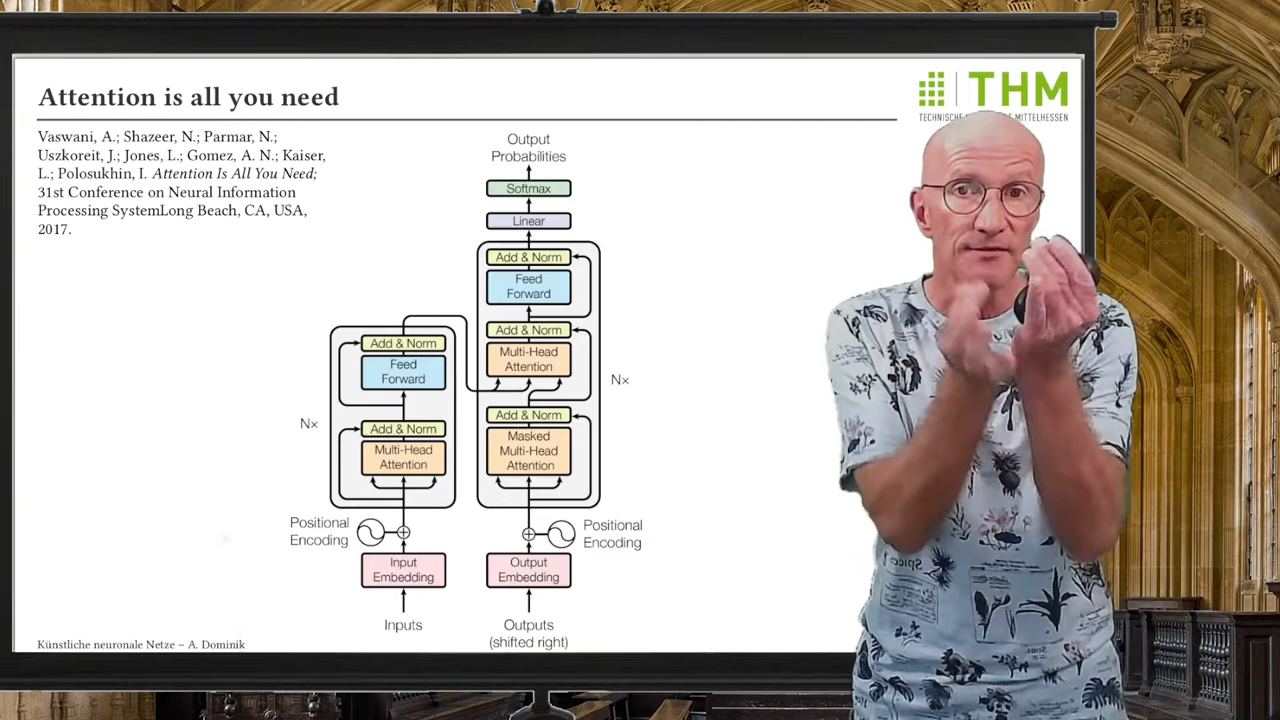 Attention is all you need
THM
Vaswani, A.; Shazeer, N.; Parmar, N.;
Uszkoreit, J.; Jones, L.; Gomez, A. N.; Kaiser,
L.; Polosukhin, I. Attention Is All You Need;
31st Conference on Neural Information
Processing SystemLong Beach, CA, USA,
2017.
Output
Probabilities
Softmax
Linear
Add & Norm
Feed
Forward
Add & Norm
Multi-Head
Attention
Nx
Add & Norm
Masked
Multi-Head
Attention
Add & Norm
Feed
Forward
Nx
Add & Norm
Multi-Head
Attention
Positional
Encoding
Positional
Encoding
Input
Embedding
Output
Embedding
Inputs
Outputs
(shifted right)
Künstliche neuronale Netze – A. Dominik